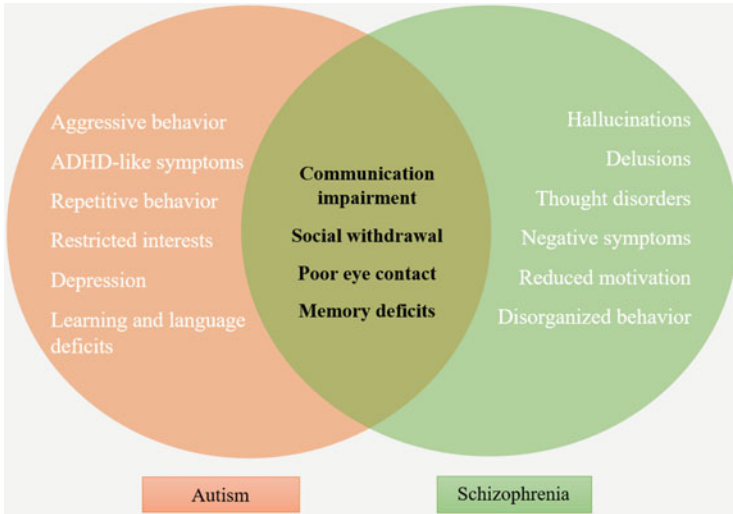 Aggressive behavior
ADHD-like symptoms
Repetitive behavior
Restricted interests
Depression
Learning and language
deficits
Communication
impairment
Social withdrawal
Poor eye contact
Memory deficits
Hallucinations
Delusions
Thought disorders
Negative symptoms
Reduced motivation
Disorganized behavior
Autism
Schizophrenia